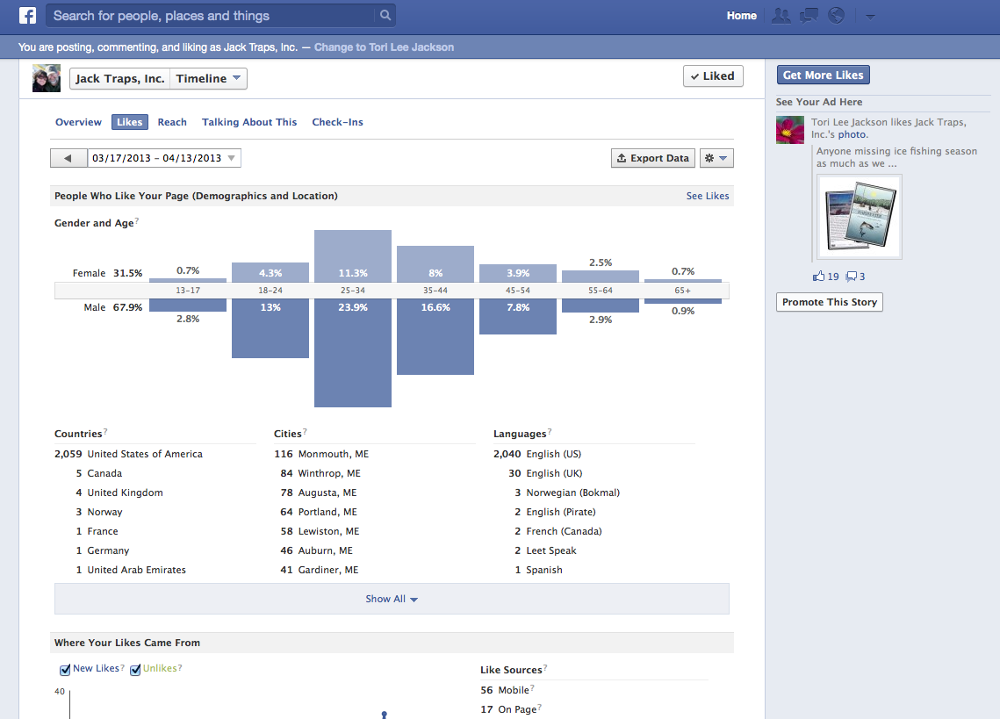 Search for people, places and things
Home
You are posting, commenting, and liking as Jack Traps, Inc. — Change to Tori Lee Jackson
Jack Traps, Inc. Timeline
Liked
Overview Likes Reach Talking About This Check-Ins
03/17/2013 - 04/13/2013
Export Data
People Who Like Your Page (Demographics and Location)
See Likes
Gender and Age?
Female 31.5% 0.7% 4.3% 11.3% 8% 3.9% 2.5% 0.7%
13-17 18-24 25-34 35-44 45-54 55-64 65+
Male 67.9% 2.8% 13% 23.9% 16.6% 7.8% 2.9% 0.9%
Countries?
2,059 United States of America
5 Canada
4 United Kingdom
3 Norway
1 France
1 Germany
1 United Arab Emirates
Cities?
116 Monmouth, ME
84 Winthrop, ME
78 Augusta, ME
64 Portland, ME
58 Lewiston, ME
46 Auburn, ME
41 Gardiner, ME
Languages?
2,040 English (US)
30 English (UK)
3 Norwegian (Bokmal)
2 English (Pirate)
2 French (Canada)
2 Leet Speak
1 Spanish
Show All
Where Your Likes Came From
New Likes? Unlikes?
40
Like Sources?
56 Mobile?
17 On Page?
Get More Likes
See Your Ad Here
Tori Lee Jackson likes Jack Traps,
Inc.'s photo.
Anyone missing ice fishing season
as much as we ...
19 3
Promote This Story